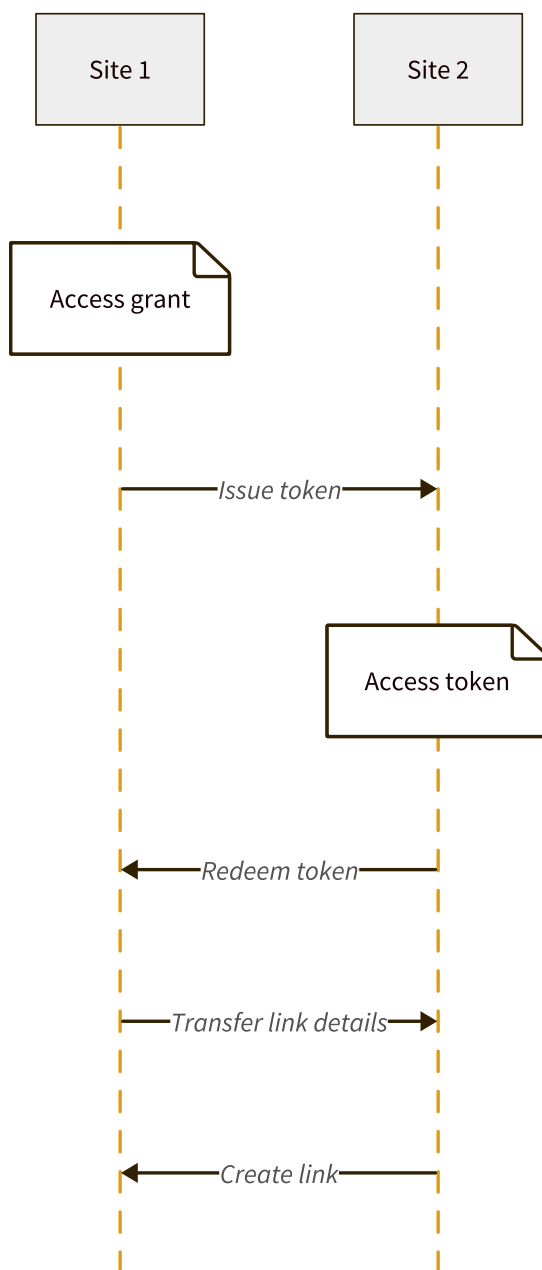 Site 1
Site 2
Access grant
Issue token
Access token
Redeem token
Transfer link details
Create link